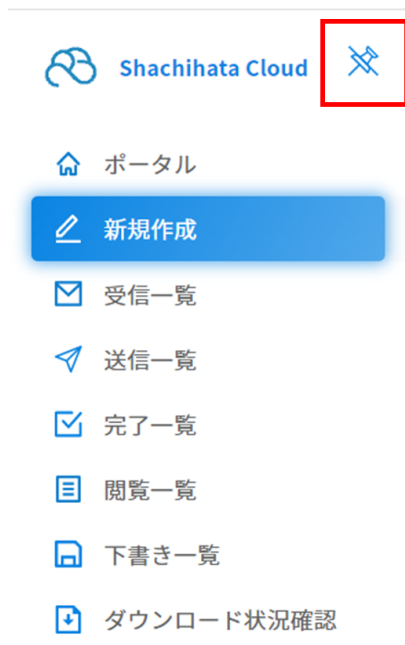 Shachihata Cloud
ポータル
新規作成
受信一覧
送信一覧
完了一覧
閲覧一覧
下書き一覧
ダウンロード状況確認